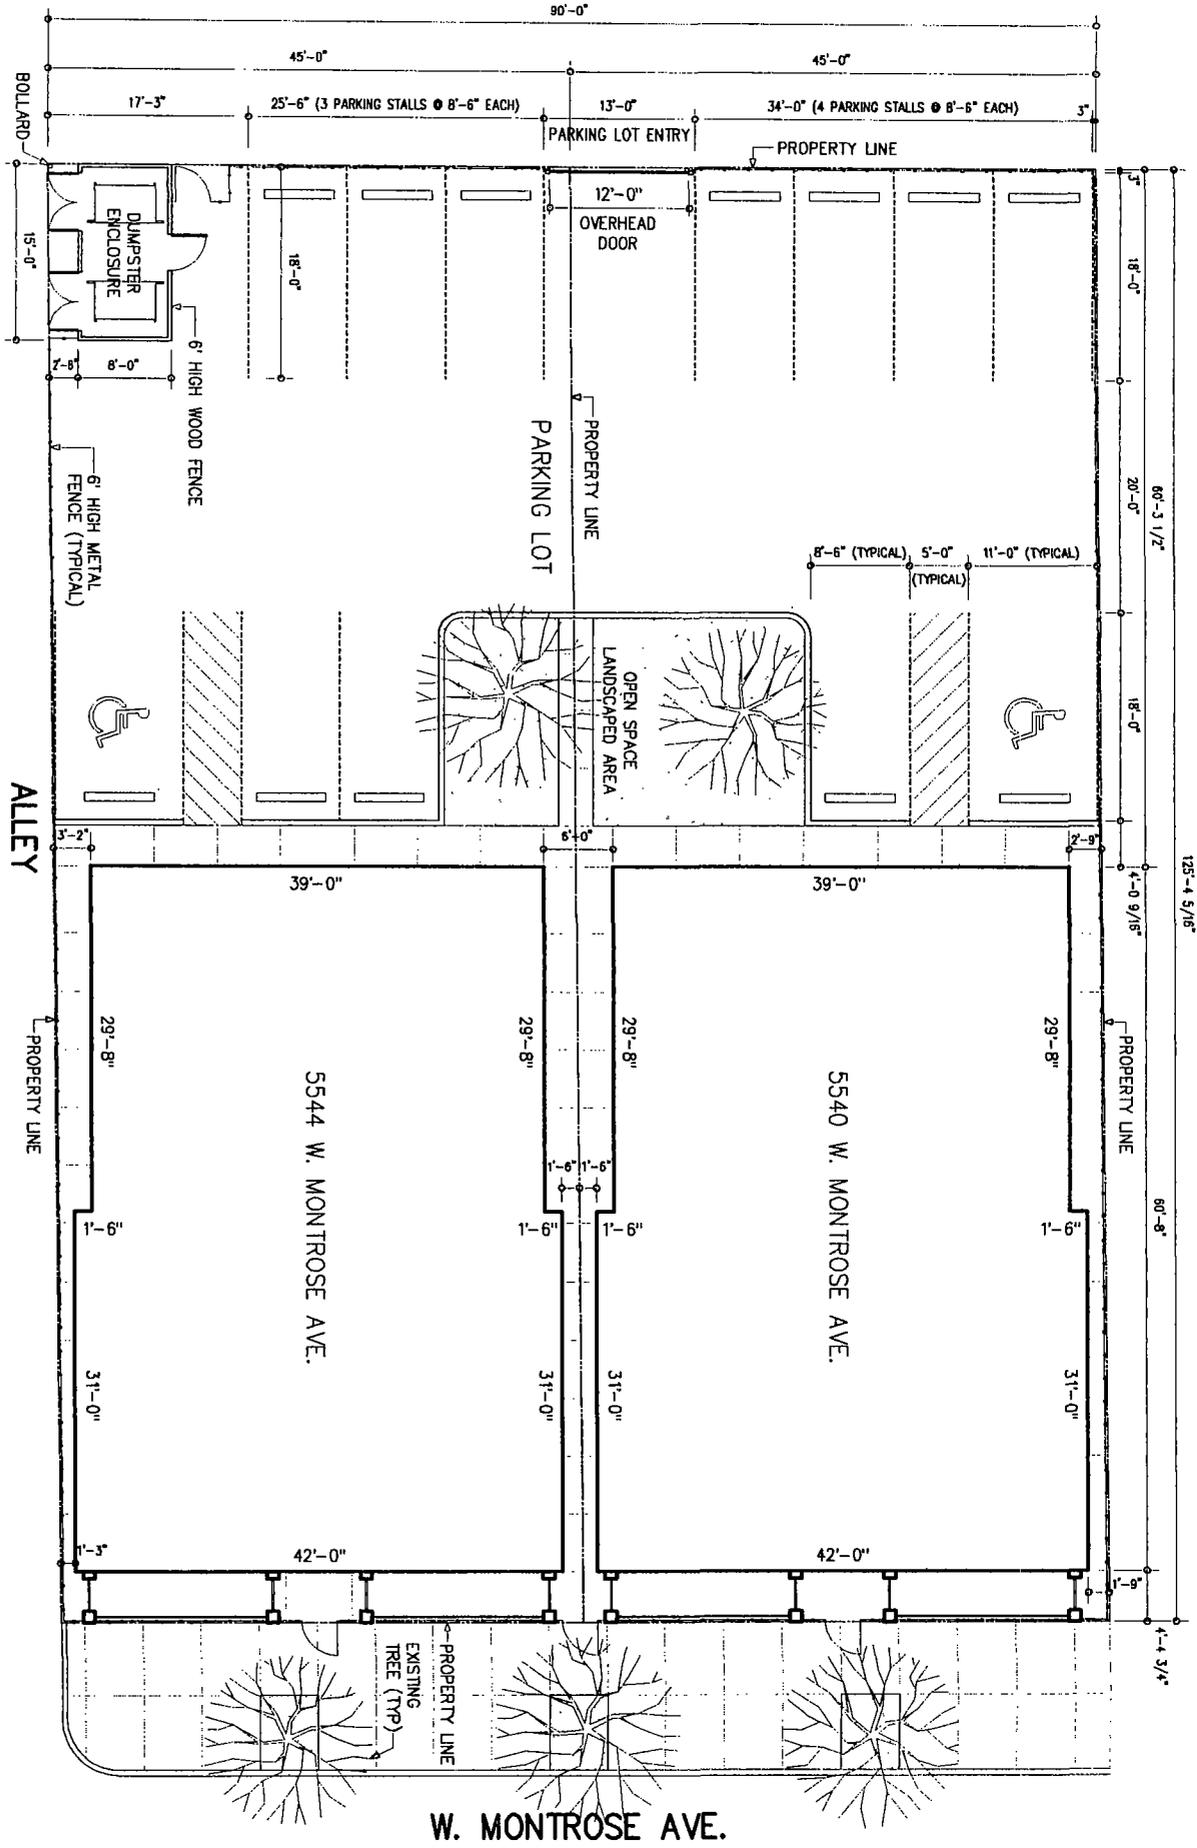 90'-0"
45'-0"
45'-0"
17'-3"
25'-6" (3 PARKING STALLS @ 8'-6" EACH)
13'-0"
34'-0" (4 PARKING STALLS @ 8'-6" EACH)
3"
BOLLARD
PARKING LOT ENTRY
PROPERTY LINE
3"
12'-0"
OVERHEAD
DOOR
DUMPSTER
ENCLOSURE
15'-0"
18'-0"
18'-0"
2'-8"
8'-0"
6' HIGH WOOD FENCE
PARKING LOT
PROPERTY LINE
6' HIGH METAL
FENCE (TYPICAL)
20'-0"
60'-3 1/2"
8'-6" (TYPICAL)
5'-0"
(TYPICAL)
11'-0" (TYPICAL)
OPEN SPACE
LANDSCAPED AREA
18'-0"
ALLEY
3'-2"
6'-0"
2'-9"
4'-0 9/16"
125'-4 5/16"
39'-0"
39'-0"
29'-8"
29'-8"
29'-8"
29'-8"
PROPERTY LINE
PROPERTY LINE
5544 W. MONTROSE AVE.
5540 W. MONTROSE AVE.
1'-6"
1'-6"
1'-6"
1'-6"
1'-6"
1'-6"
60'-8"
31'-0"
31'-0"
31'-0"
31'-0"
1'-3"
42'-0"
42'-0"
1'-9"
4'-4 3/4"
EXISTING
TREE (TYP)
PROPERTY LINE
W. MONTROSE AVE.